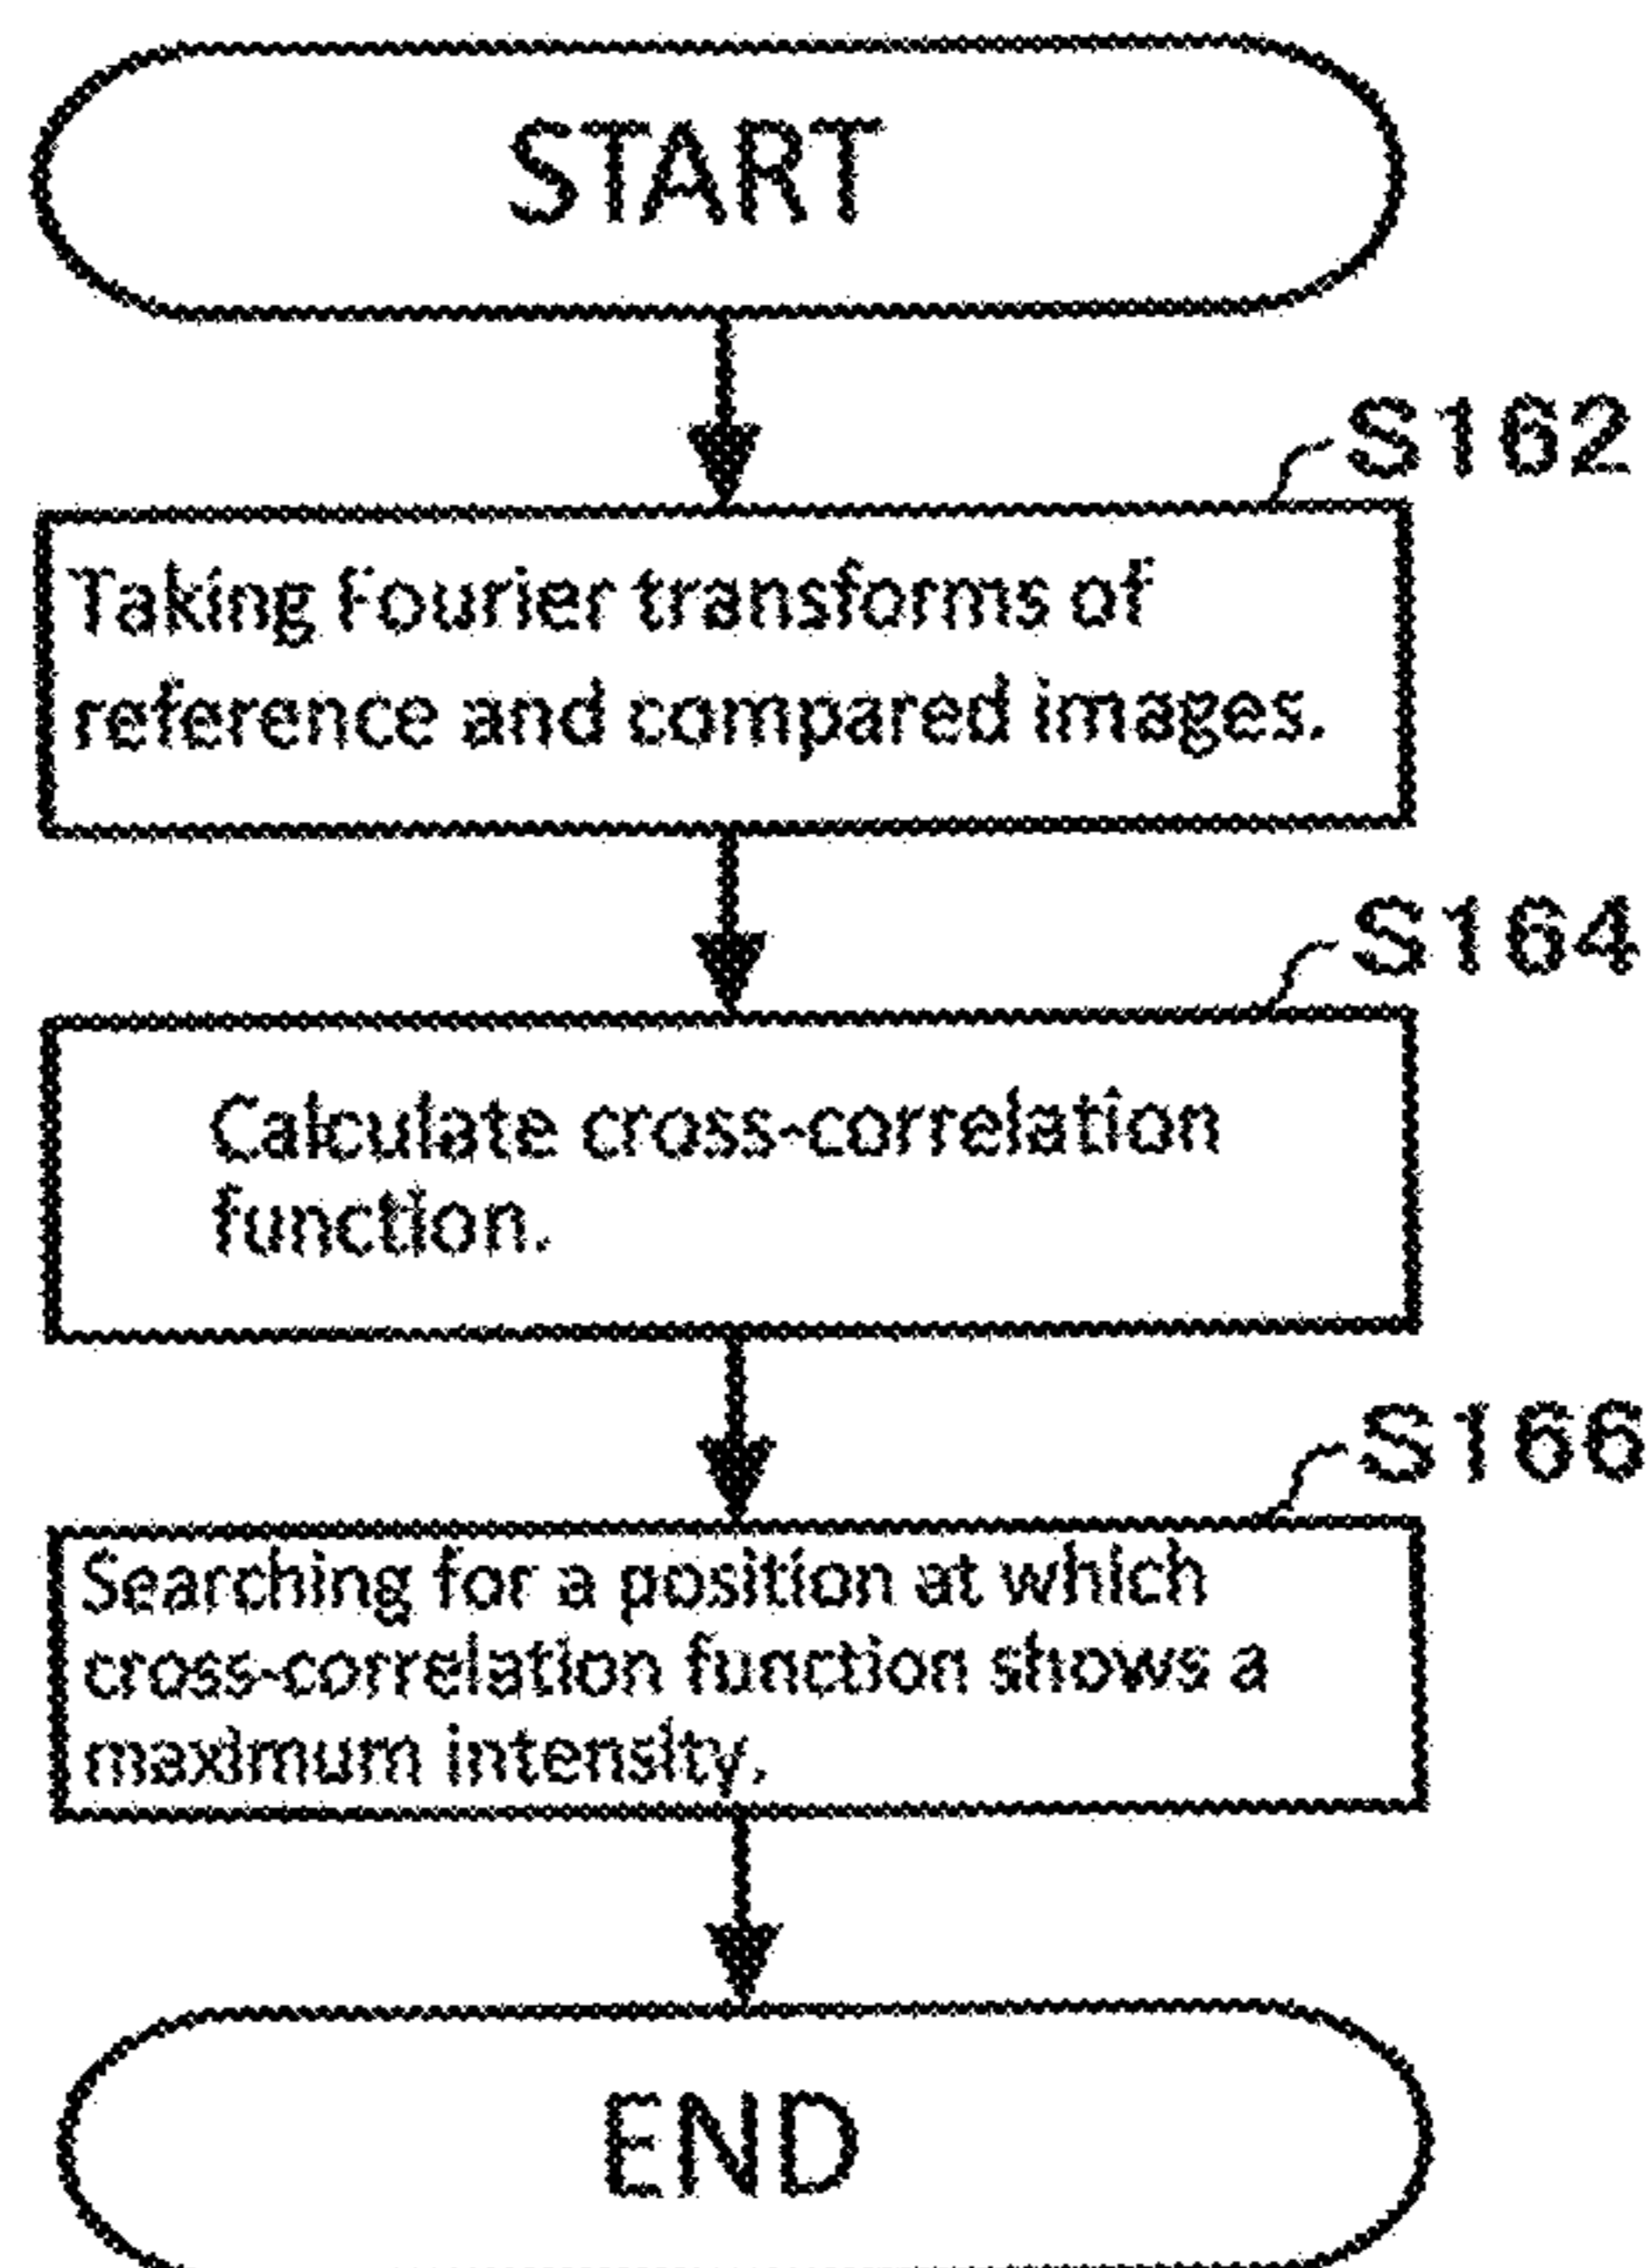 START
S162
Taking Fourier transforms of
reference and compared images.
S164
Calculate cross-correlation
function.
S166
Searching for a position at which
cross-correlation function shows a
maximum intensity.
END